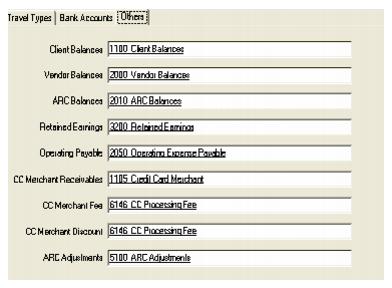 Travel Types Bank Accounts Others
Client Balances 1100 Client Balances
Vendor Balances 2000 Vendor Balances
ARC Balances 2010 ARC Balances
Retained Earnings 3200 Retained Earnings
Operating Payable 2050 Operating Expense Payable
CC Merchant Receivables 1105 Credit Card Merchant
CC Merchant Fee 6146 CC Processing Fee
CC Merchant Discount 6146 CC Processing Fee
ARC Adjustments 5100 ARC Adjustments